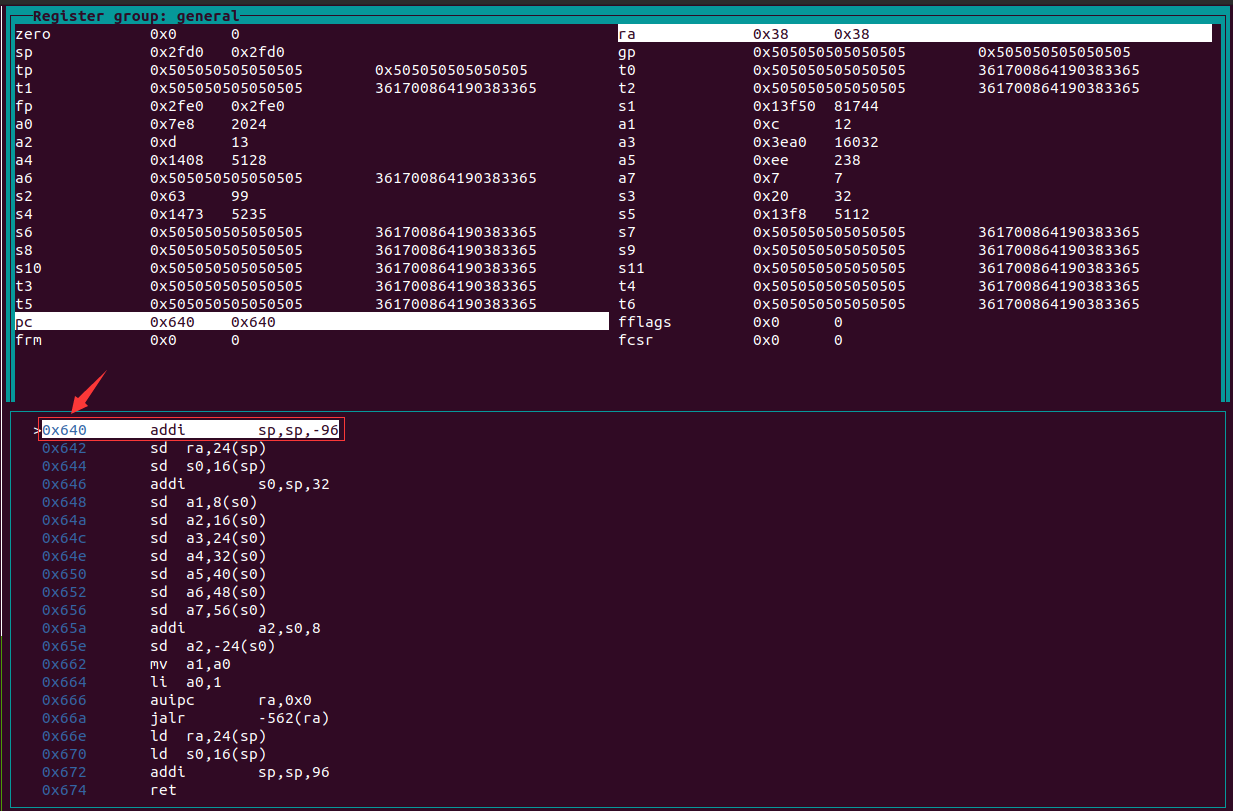 Register group: general
zero 0x0 0 ra 0x38 0x38
sp 0x2fd0 0x2fd0 gp 0x505050505050505 0x505050505050505
tp 0x505050505050505 0x505050505050505 t0 0x505050505050505 361700864190383365
t1 0x505050505050505 361700864190383365 t2 0x505050505050505 361700864190383365
fp 0x2fe0 0x2fe0 s1 0x13f50 81744
a0 0x7e8 2024 a1 0xc 12
a2 0xd 13 a3 0x3ea0 16032
a4 0x1408 5128 a5 0xee 238
a6 0x505050505050505 361700864190383365 a7 0x7 7
s2 0x63 99 s3 0x20 32
s4 0x1473 5235 s5 0x13f8 5112
s6 0x505050505050505 361700864190383365 s7 0x505050505050505 361700864190383365
s8 0x505050505050505 361700864190383365 s9 0x505050505050505 361700864190383365
s10 0x505050505050505 361700864190383365 s11 0x505050505050505 361700864190383365
t3 0x505050505050505 361700864190383365 t4 0x505050505050505 361700864190383365
t5 0x505050505050505 361700864190383365 t6 0x505050505050505 361700864190383365
pc 0x640 0x640 fflags 0x0 0
frm 0x0 0 fcsr 0x0 0
>0x640 addi sp,sp,-96
0x642 sd ra,24(sp)
0x644 sd s0,16(sp)
0x646 addi s0,sp,32
0x648 sd a1,8(s0)
0x64a sd a2,16(s0)
0x64c sd a3,24(s0)
0x64e sd a4,32(s0)
0x650 sd a5,40(s0)
0x652 sd a6,48(s0)
0x656 sd a7,56(s0)
0x65a addi a2,s0,8
0x65e sd a2,-24(s0)
0x662 mv a1,a0
0x664 li a0,1
0x666 auipc ra,0x0
0x66a jalr -562(ra)
0x66e ld ra,24(sp)
0x670 ld s0,16(sp)
0x672 addi sp,sp,96
0x674 ret